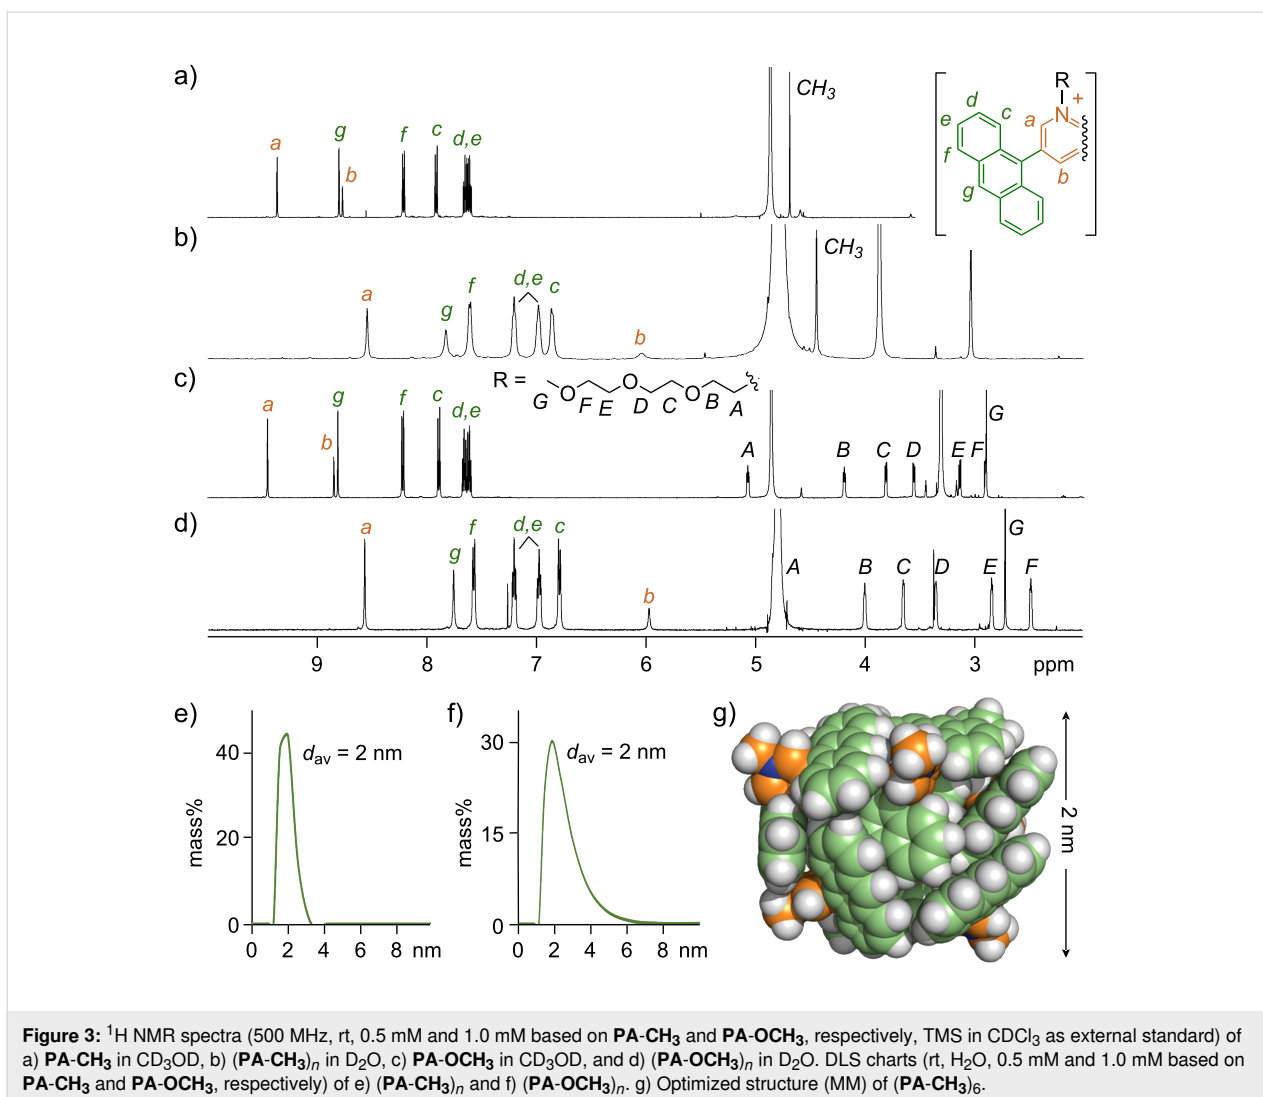 a)
CH3
R
N
+
a
b
c
d
e
f
g
a
g
b
f
c
d,e
b)
CH3
a
g
f
d,e
c
b
c)
R =
G
O
F
E
O
D
C
O
B
A
a
b
g
f
c
d,e
A
B
C
D
E
F
G
d)
a
g
f
d,e
c
b
A
B
C
D
E
G
F
9 8 7 6 5 4 3 ppm
e)
dav = 2 nm
mass%
40
20
0
0 2 4 6 8 nm
f)
dav = 2 nm
mass%
30
15
0
0 2 4 6 8 nm
g)
2 nm
Figure 3: 1H NMR spectra (500 MHz, rt, 0.5 mM and 1.0 mM based on PA-CH3 and PA-OCH3, respectively, TMS in CDCl3 as external standard) of
a) PA-CH3 in CD3OD, b) (PA-CH3)n in D2O, c) PA-OCH3 in CD3OD, and d) (PA-OCH3)n in D2O. DLS charts (rt, H2O, 0.5 mM and 1.0 mM based on
PA-CH3 and PA-OCH3, respectively) of e) (PA-CH3)n and f) (PA-OCH3)n. g) Optimized structure (MM) of (PA-CH3)6.